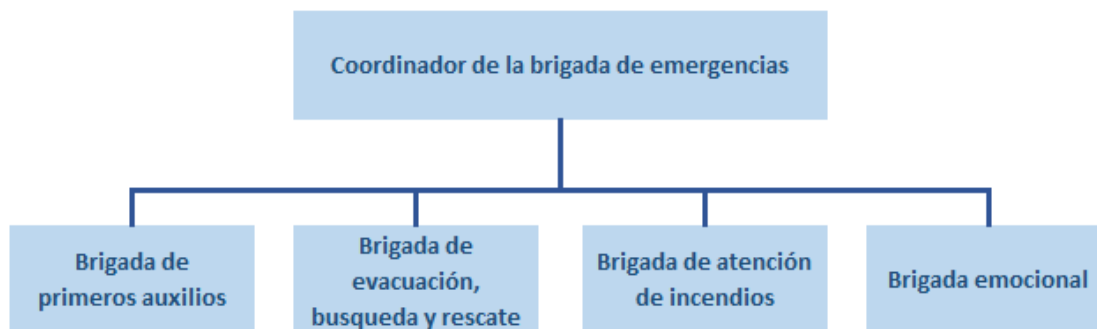 Coordinador de la brigada de emergencias
Brigada de
primeros auxilios
Brigada de
evacuación,
busqueda y rescate
Brigada de atención
de incendios
Brigada emocional